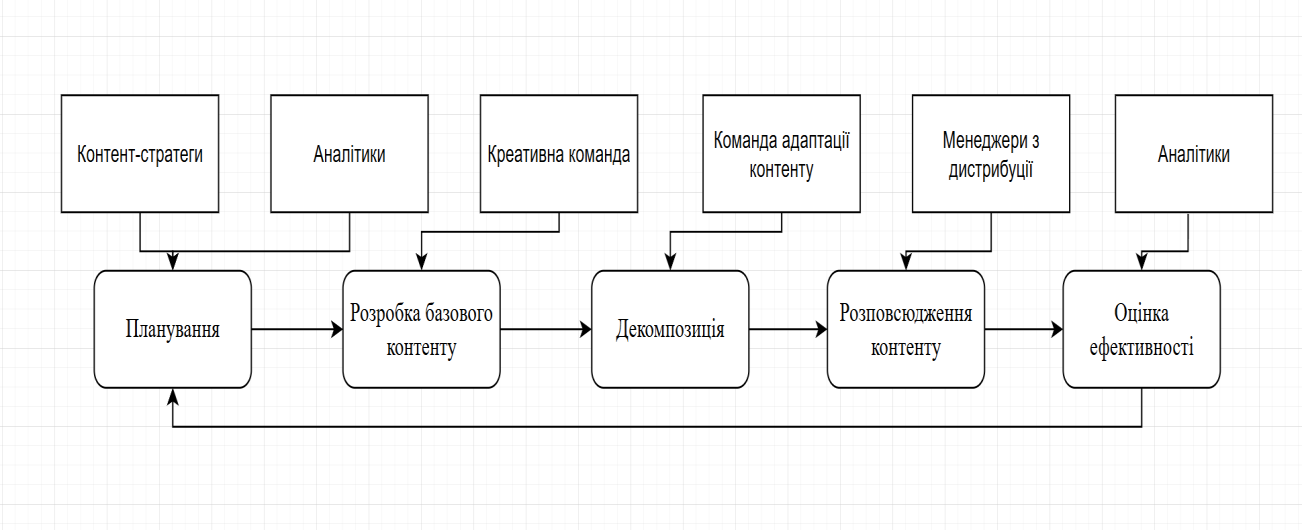 Контент-стратеги
Аналітики
Креативна команда
Команда адаптації
контенту
Менеджери з
дистрибуції
Аналітики
Планування
Розробка базового
контенту
Декомпозиція
Розповсюдження
контенту
Оцінка
ефективності